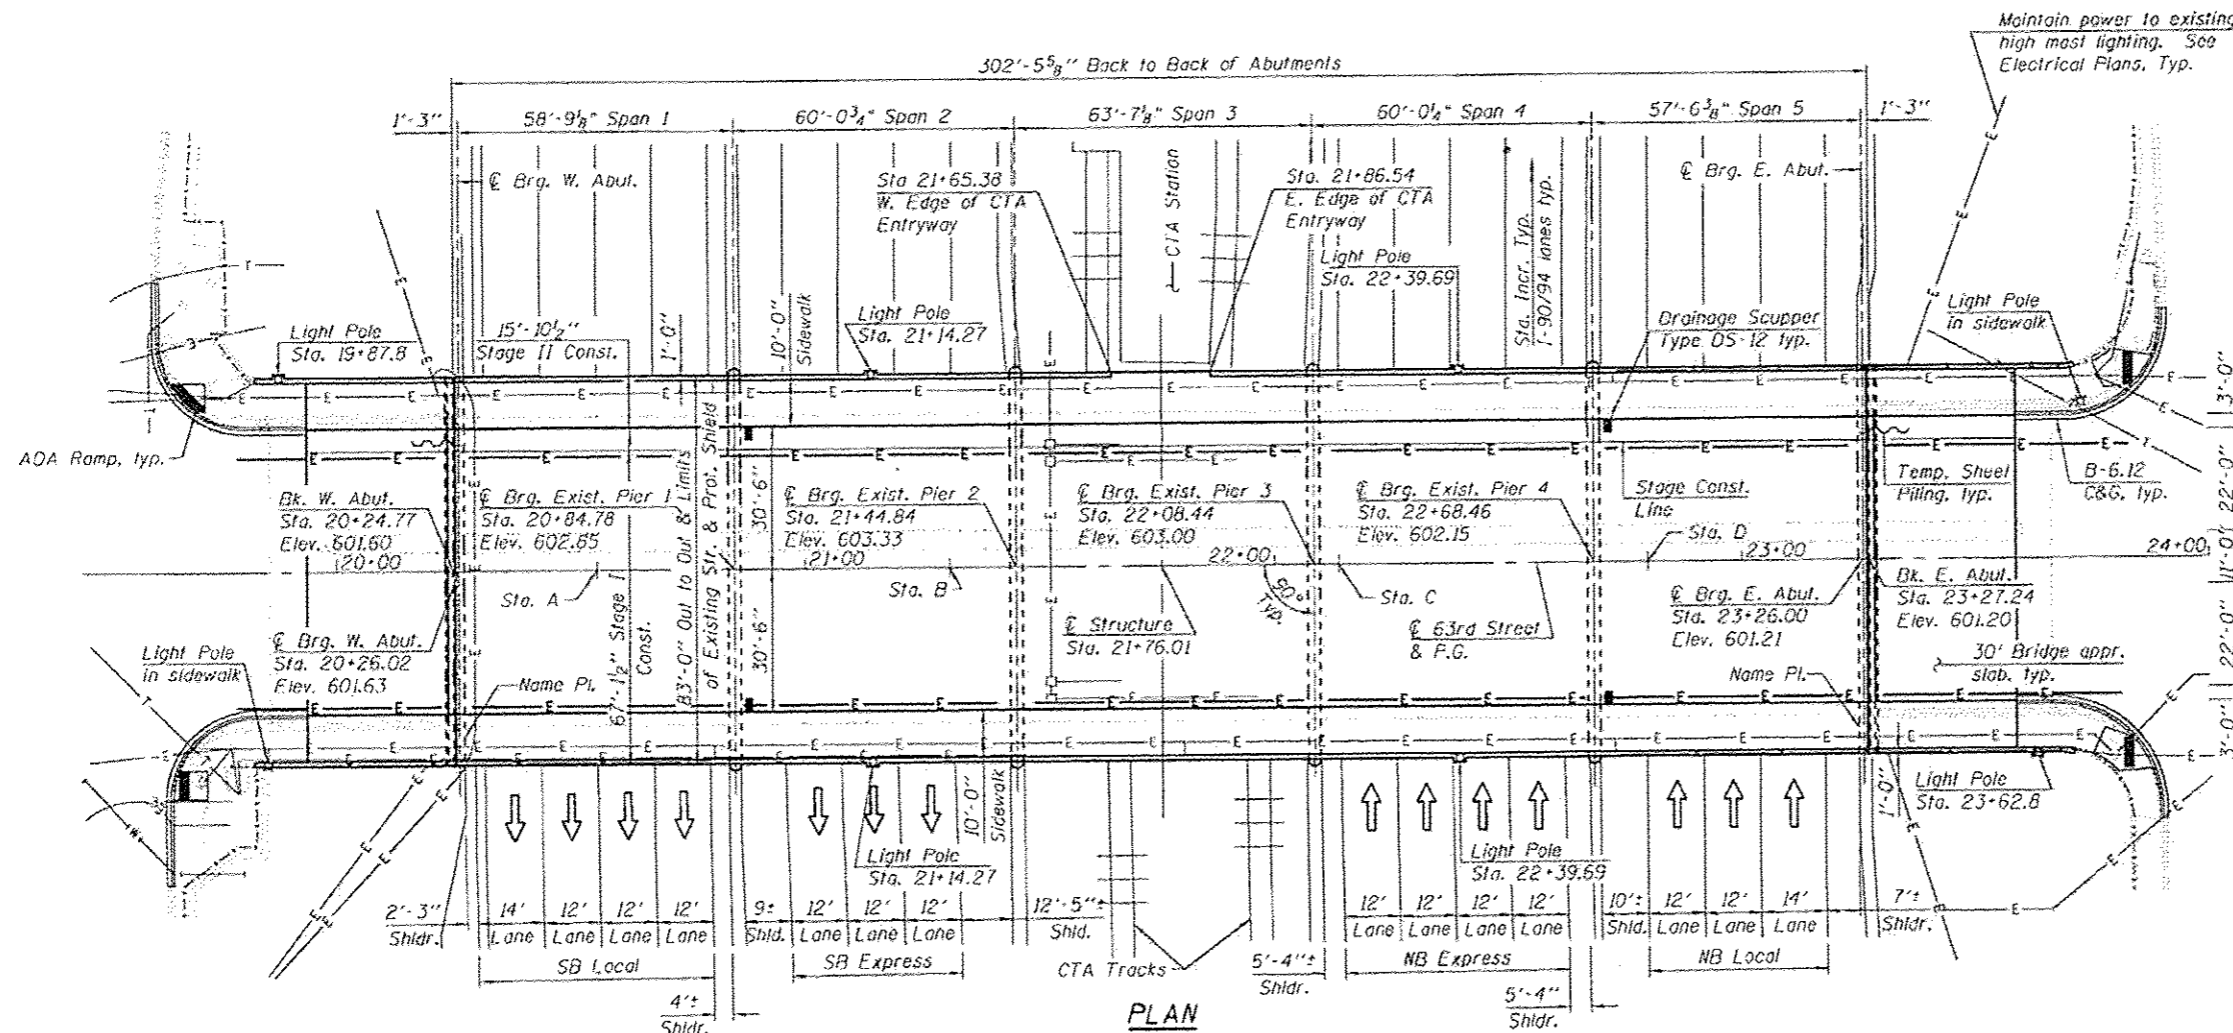 Maintain power to existing
high mast lighting. See
Electrical Plans, Typ.
302'-5 5/8" Back to Back of Abutments
1'-3"
58'-9 1/8" Span 1
60'-0 3/4" Span 2
63'-7 1/8" Span 3
60'-0 1/4" Span 4
57'-6 3/8" Span 5
1'-3"
℄ Brg. W. Abut.
Sta 21+65.38
W. Edge of CTA
Entryway
CTA Station
Sta. 21+86.54
E. Edge of CTA
Entryway
Sta. Incr. Typ.
I-90/94 lanes typ.
℄ Brg. E. Abut.
Light Pole
Sta. 19+87.8
15'-10 1/2"
Stage II Const.
1'-0"
10'-0"
Sidewalk
Light Pole
Sta. 21+14.27
Light Pole
Sta. 22+39.69
Drainage Scupper
Type DS-12 typ.
Light Pole
in sidewalk
ADA Ramp, typ.
Bk. W. Abut.
Sta. 20+24.77
Elev. 601.60
20+00
℄ Brg. Exist. Pier 1
Sta. 20+84.78
Elev. 602.65
83'-0" Out to Out & Limits
of Existing Str. & Prot. Shield
30'-6"
℄ Brg. Exist. Pier 2
Sta. 21+44.84
Elev. 603.33
21+00
℄ Brg. Exist. Pier 3
Sta. 22+08.44
Elev. 603.00
22+00
℄ Brg. Exist. Pier 4
Sta. 22+68.46
Elev. 602.15
Stage Const.
Line
Temp. Sheet
Piling, typ.
B-6.12
C&G, typ.
3'-0"
22'-0"
11'-0"
22'-0"
3'-0"
Sta. A
Sta. B
60°
Typ.
Sta. C
Sta. D
23+00
24+00
℄ Brg. W. Abut.
Sta. 20+26.02
Elev. 601.63
67'-1 1/2" Stage I
Const.
30'-6"
℄ Structure
Sta. 21+76.01
℄ 63rd Street
& P.G.
℄ Brg. E. Abut.
Sta. 23+26.00
Elev. 601.21
Bk. E. Abut.
Sta. 23+27.24
Elev. 601.20
Light Pole
in sidewalk
Name Pl.
Name Pl.
30' Bridge appr.
slab, typ.
10'-0"
Sidewalk
Light Pole
Sta. 21+14.27
Light Pole
Sta. 22+39.69
1'-0"
Light Pole
Sta. 23+62.8
2'-3"
Shldr.
14' Lane
12' Lane
12' Lane
12' Lane
9'±
Shld.
12' Lane
12' Lane
12' Lane
12'-5"±
Shld.
12' Lane
12' Lane
12' Lane
12' Lane
10'±
Shld.
12' Lane
12' Lane
14' Lane
7'±
Shldr.
SB Local
SB Express
CTA Tracks
5'-4"±
Shldr.
NB Express
NB Local
4'±
Shldr.
5'-4"
Shldr.
PLAN